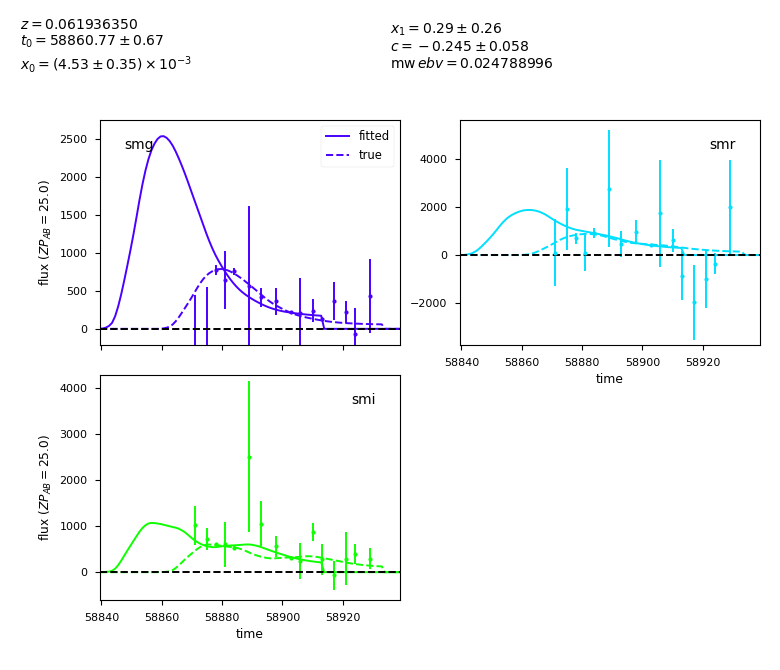 z = 0.061936350
t₀ = 58860.77 ± 0.67
x₀ = (4.53 ± 0.35) × 10⁻³
x₁ = 0.29 ± 0.26
c = −0.245 ± 0.058
mw ebv = 0.024788996
smg
fitted
true
flux (ZP_AB = 25.0)
2500
2000
1500
1000
500
0
smr
4000
2000
0
−2000
58840 58860 58880 58900 58920
time
smi
flux (ZP_AB = 25.0)
4000
3000
2000
1000
0
58840 58860 58880 58900 58920
time